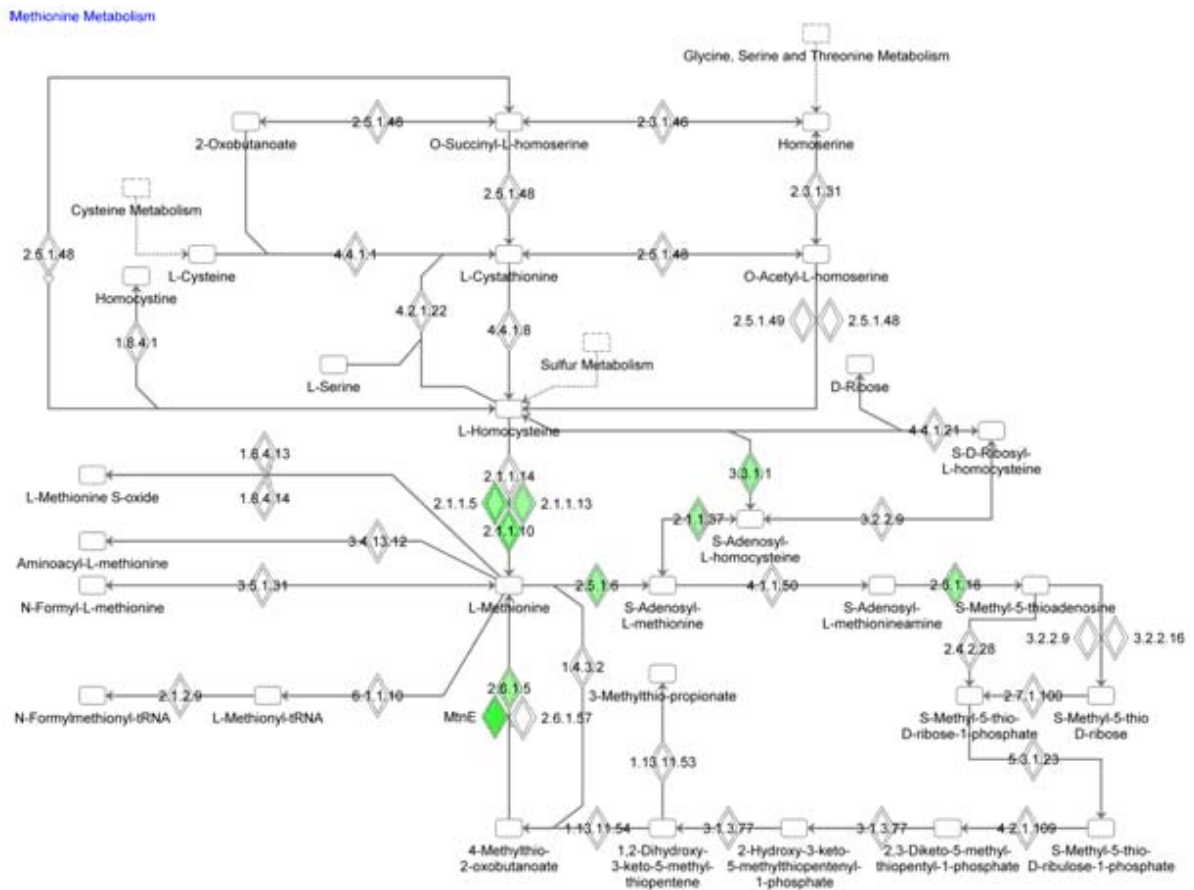 Methionine Metabolism
Glycine, Serine and Threonine Metabolism
2.5.1.48
2.3.1.46
2-Oxobutanoate
O-Succinyl-L-homoserine
Homoserine
2.5.1.48
2.3.1.31
Cysteine Metabolism
2.5.1.48
4.4.1.1
2.5.1.48
L-Cysteine
L-Cystathionine
O-Acetyl-L-homoserine
Homocystine
4.2.1.22
2.5.1.49
2.5.1.48
1.8.4.1
4.4.1.8
Sulfur Metabolism
L-Serine
D-Ribose
L-Homocysteine
4.4.1.21
S-D-Ribosyl-
L-homocysteine
1.8.4.13
2.1.1.14
3.3.1.1
L-Methionine S-oxide
1.8.4.14
2.1.1.5
2.1.1.13
2.1.1.10
2.1.1.37
3.2.2.9
S-Adenosyl-
L-homocysteine
3.4.13.12
Aminoacyl-L-methionine
3.5.1.31
2.5.1.6
4.1.1.50
2.5.1.16
N-Formyl-L-methionine
L-Methionine
S-Adenosyl-
L-methionine
S-Adenosyl-
L-methionineamine
S-Methyl-5-thioadenosine
2.4.2.28
3.2.2.9
3.2.2.16
1.4.3.2
2.1.2.9
6.1.1.10
2.6.1.5
3-Methylthio-propionate
2.7.1.100
N-Formylmethionyl-tRNA
L-Methionyl-tRNA
MtnE
2.6.1.57
S-Methyl-5-thio-
D-ribose-1-phosphate
S-Methyl-5-thio
D-ribose
5.3.1.23
1.13.11.53
1.13.11.54
3.1.3.77
3.1.3.77
4.2.1.109
4-Methylthio-
2-oxobutanoate
1,2-Dihydroxy-
3-keto-5-methyl-
thiopentene
2-Hydroxy-3-keto-
5-methylthiopentenyl-
1-phosphate
2,3-Diketo-5-methyl-
thiopentyl-1-phosphate
S-Methyl-5-thio-
D-ribulose-1-phosphate